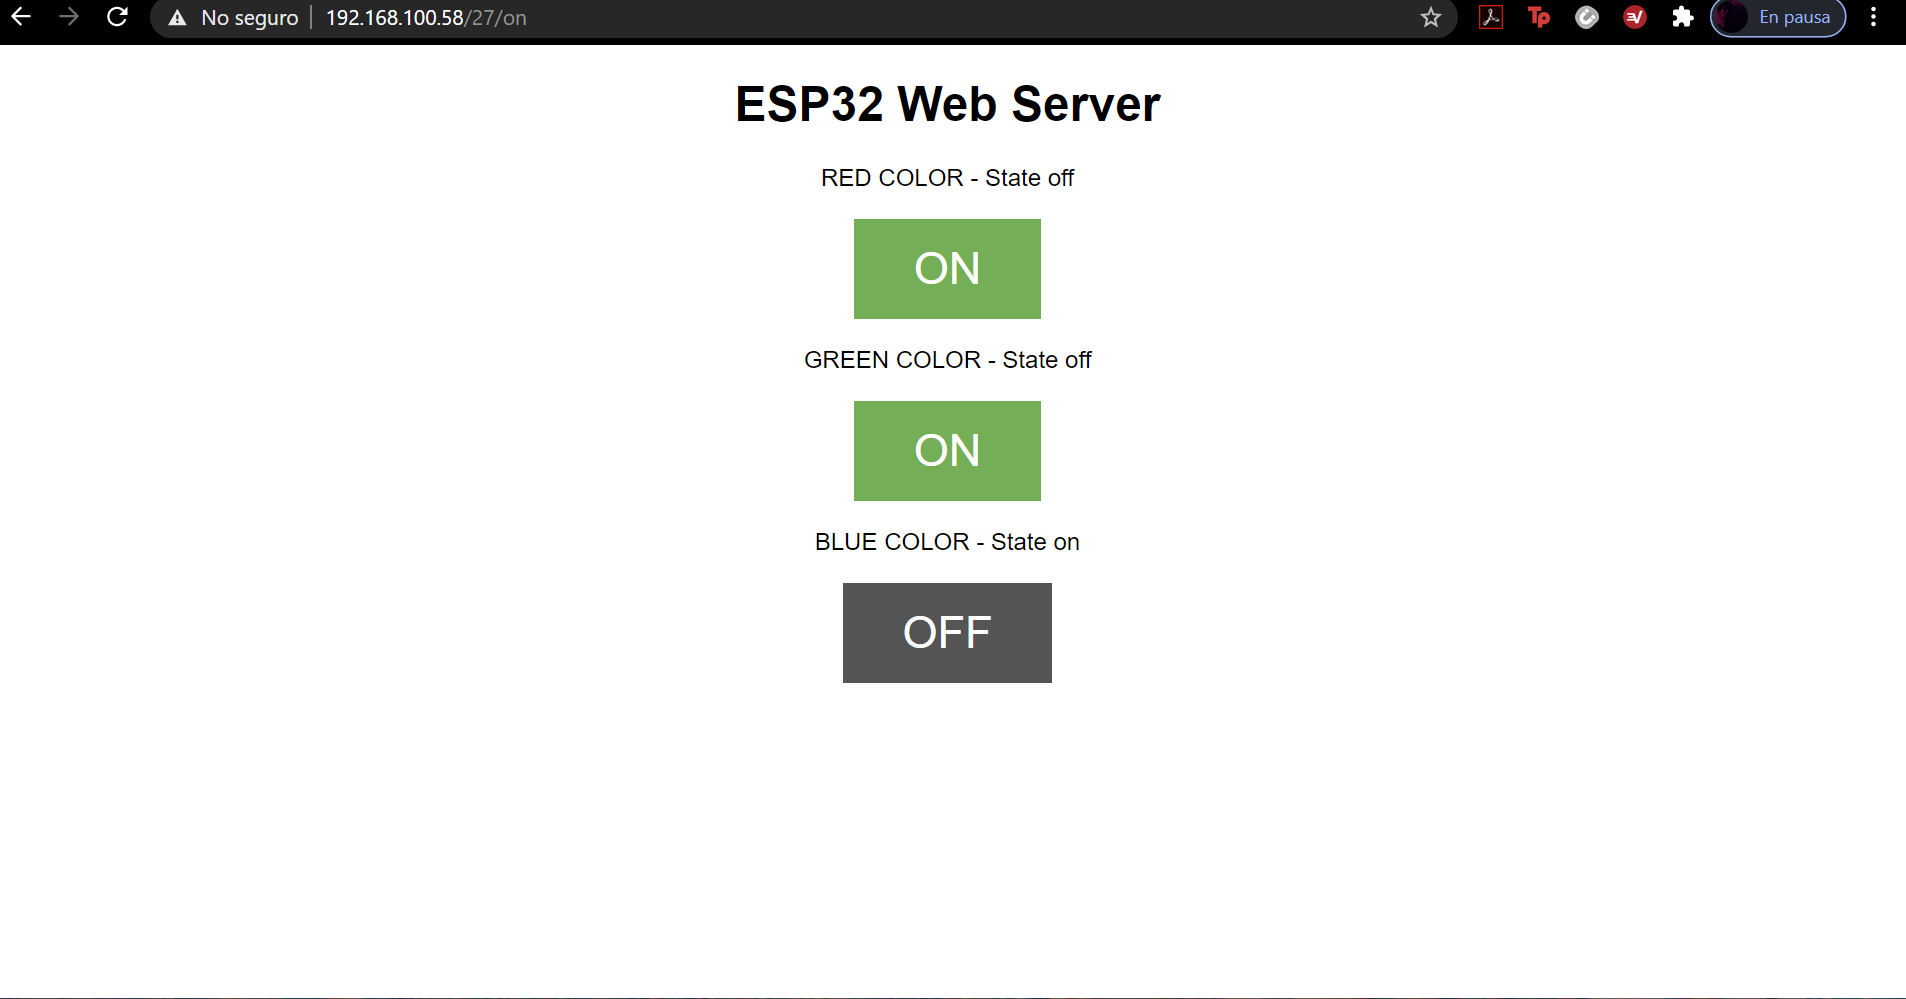 No seguro | 192.168.100.58/27/on
En pausa
ESP32 Web Server
RED COLOR - State off
ON
GREEN COLOR - State off
ON
BLUE COLOR - State on
OFF